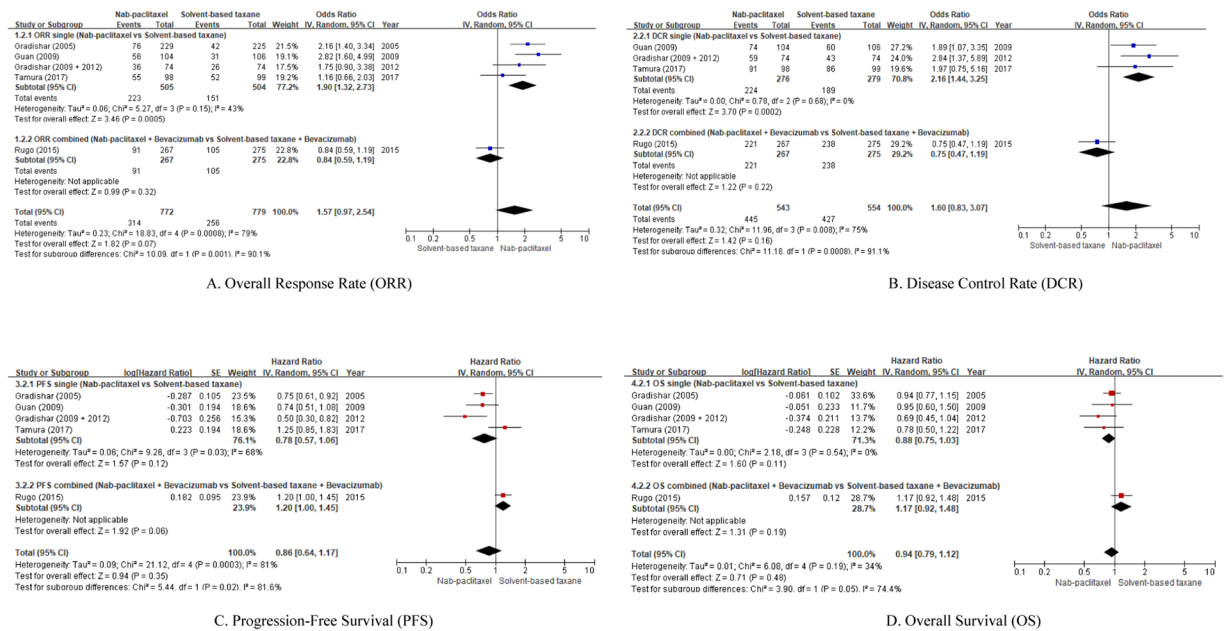 Nab-paclitaxel Solvent-based taxane Odds Ratio Odds Ratio
Study or Subgroup Events Total Events Total Weight IV, Random, 95% CI Year IV, Random, 95% CI
1.2.1 ORR single (Nab-paclitaxel vs Solvent-based taxane)
Gradishar (2005) 76 229 42 225 21.5% 2.16 [1.40, 3.34] 2005
Guan (2009) 56 104 31 106 19.1% 2.82 [1.60, 4.99] 2009
Gradishar (2009 + 2012) 36 74 26 74 17.5% 1.75 [0.90, 3.38] 2012
Tamura (2017) 55 98 52 99 19.1% 1.16 [0.66, 2.03] 2017
Subtotal (95% CI) 505 504 77.2% 1.90 [1.32, 2.73]
Total events 223 151
Heterogeneity: Tau² = 0.06; Chi² = 5.27, df = 3 (P = 0.15); I² = 43%
Test for overall effect: Z = 3.46 (P = 0.0005)
1.2.2 ORR combined (Nab-paclitaxel + Bevacizumab vs Solvent-based taxane + Bevacizumab)
Rugo (2015) 91 267 105 275 22.8% 0.84 [0.59, 1.19] 2015
Subtotal (95% CI) 267 275 22.8% 0.84 [0.59, 1.19]
Total events 91 105
Heterogeneity: Not applicable
Test for overall effect: Z = 0.99 (P = 0.32)
Total (95% CI) 772 779 100.0% 1.57 [0.97, 2.54]
Total events 314 256
Heterogeneity: Tau² = 0.23; Chi² = 18.83, df = 4 (P = 0.0008); I² = 79%
Test for overall effect: Z = 1.82 (P = 0.07)
Test for subgroup differences: Chi² = 10.09, df = 1 (P = 0.001), I² = 90.1%
0.1 0.2 0.5 1 2 5 10
Solvent-based taxane Nab-paclitaxel
A. Overall Response Rate (ORR)
Nab-paclitaxel Solvent-based taxane Odds Ratio Odds Ratio
Study or Subgroup Events Total Events Total Weight IV, Random, 95% CI Year IV, Random, 95% CI
2.2.1 DCR single (Nab-paclitaxel vs Solvent-based taxane)
Guan (2009) 74 104 60 106 27.2% 1.89 [1.07, 3.35] 2009
Gradishar (2009 + 2012) 59 74 43 74 24.0% 2.84 [1.37, 5.89] 2012
Tamura (2017) 91 98 86 99 19.6% 1.97 [0.75, 5.16] 2017
Subtotal (95% CI) 276 279 70.8% 2.16 [1.44, 3.25]
Total events 224 189
Heterogeneity: Tau² = 0.00; Chi² = 0.78, df = 2 (P = 0.68); I² = 0%
Test for overall effect: Z = 3.70 (P = 0.0002)
2.2.2 DCR combined (Nab-paclitaxel + Bevacizumab vs Solvent-based taxane + Bevacizumab)
Rugo (2015) 221 267 238 275 29.2% 0.75 [0.47, 1.19] 2015
Subtotal (95% CI) 267 275 29.2% 0.75 [0.47, 1.19]
Total events 221 238
Heterogeneity: Not applicable
Test for overall effect: Z = 1.22 (P = 0.22)
Total (95% CI) 543 554 100.0% 1.60 [0.83, 3.07]
Total events 445 427
Heterogeneity: Tau² = 0.32; Chi² = 11.96, df = 3 (P = 0.008); I² = 75%
Test for overall effect: Z = 1.42 (P = 0.16)
Test for subgroup differences: Chi² = 11.18, df = 1 (P = 0.0008), I² = 91.1%
0.1 0.2 0.5 1 2 5 10
Solvent-based taxane Nab-paclitaxel
B. Disease Control Rate (DCR)
Hazard Ratio Hazard Ratio
Study or Subgroup log[Hazard Ratio] SE Weight IV, Random, 95% CI Year IV, Random, 95% CI
3.2.1 PFS single (Nab-paclitaxel vs Solvent-based taxane)
Gradishar (2005) -0.287 0.105 23.5% 0.75 [0.61, 0.92] 2005
Guan (2009) -0.301 0.194 18.6% 0.74 [0.51, 1.08] 2009
Gradishar (2009 + 2012) -0.703 0.256 15.3% 0.50 [0.30, 0.82] 2012
Tamura (2017) 0.223 0.194 18.6% 1.25 [0.85, 1.83] 2017
Subtotal (95% CI) 76.1% 0.78 [0.57, 1.06]
Heterogeneity: Tau² = 0.06; Chi² = 9.26, df = 3 (P = 0.03); I² = 68%
Test for overall effect: Z = 1.57 (P = 0.12)
3.2.2 PFS combined (Nab-paclitaxel + Bevacizumab vs Solvent-based taxane + Bevacizumab)
Rugo (2015) 0.182 0.095 23.9% 1.20 [1.00, 1.45] 2015
Subtotal (95% CI) 23.9% 1.20 [1.00, 1.45]
Heterogeneity: Not applicable
Test for overall effect: Z = 1.92 (P = 0.06)
Total (95% CI) 100.0% 0.86 [0.64, 1.17]
Heterogeneity: Tau² = 0.09; Chi² = 21.12, df = 4 (P = 0.0003); I² = 81%
Test for overall effect: Z = 0.94 (P = 0.35)
Test for subgroup differences: Chi² = 5.44, df = 1 (P = 0.02), I² = 81.6%
0.1 0.2 0.5 1 2 5 10
Nab-paclitaxel Solvent-based taxane
C. Progression-Free Survival (PFS)
Hazard Ratio Hazard Ratio
Study or Subgroup log[Hazard Ratio] SE Weight IV, Random, 95% CI Year IV, Random, 95% CI
4.2.1 OS single (Nab-paclitaxel vs Solvent-based taxane)
Gradishar (2005) -0.061 0.102 33.6% 0.94 [0.77, 1.15] 2005
Guan (2009) -0.051 0.233 11.7% 0.95 [0.60, 1.50] 2009
Gradishar (2009 + 2012) -0.374 0.211 13.7% 0.69 [0.45, 1.04] 2012
Tamura (2017) -0.248 0.228 12.2% 0.78 [0.50, 1.22] 2017
Subtotal (95% CI) 71.3% 0.88 [0.75, 1.03]
Heterogeneity: Tau² = 0.00; Chi² = 2.18, df = 3 (P = 0.54); I² = 0%
Test for overall effect: Z = 1.60 (P = 0.11)
4.2.2 OS combined (Nab-paclitaxel + Bevacizumab vs Solvent-based taxane + Bevacizumab)
Rugo (2015) 0.157 0.12 28.7% 1.17 [0.92, 1.48] 2015
Subtotal (95% CI) 28.7% 1.17 [0.92, 1.48]
Heterogeneity: Not applicable
Test for overall effect: Z = 1.31 (P = 0.19)
Total (95% CI) 100.0% 0.94 [0.79, 1.12]
Heterogeneity: Tau² = 0.01; Chi² = 6.08, df = 4 (P = 0.19); I² = 34%
Test for overall effect: Z = 0.71 (P = 0.48)
Test for subgroup differences: Chi² = 3.90, df = 1 (P = 0.05), I² = 74.4%
0.1 0.2 0.5 1 2 5 10
Nab-paclitaxel Solvent-based taxane
D. Overall Survival (OS)